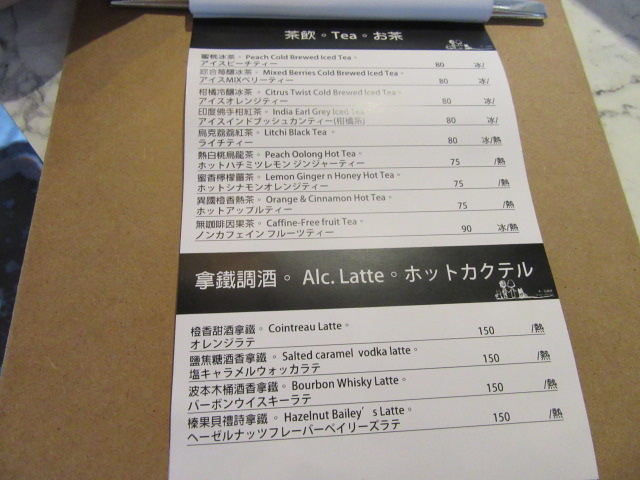 茶飲。Tea。お茶
蜜桃冰茶。Peach Cold Brewed Iced Tea。
アイスピーチティー 80 冰/
綜合莓釀冰茶。Mixed Berries Cold Brewed Iced Tea。
アイスMIXベリーティー 80 冰/
柑橘冷釀冰茶。Citrus Twist Cold Brewed Iced Tea。
アイスオレンジティー 80 冰/
印度佛手柑紅茶。India Earl Grey Iced Tea。
アイスインドブッシュカンティー(柑橘茶) 80 冰/
烏克荔荔紅茶。Litchi Black Tea 。
ライチティー 80 冰/熱
熱白桃烏龍茶。Peach Oolong Hot Tea。
ホットハチミツレモン ジンジャーティー 75 /熱
蜜香檸檬薑茶。Lemon Ginger n Honey Hot Tea。
ホットシナモンオレンジティー 75 /熱
異國橙香熱茶。Orange & Cinnamon Hot Tea。
ホットアップルティー 75 /熱
無咖啡因果茶。Caffine-Free fruit Tea。
ノンカフェイン フルーツティー 90 冰/熱
拿鐵調酒。Alc. Latte。ホットカクテル
橙香甜酒拿鐵。Cointreau Latte。
オレンジラテ 150 /熱
鹽焦糖酒香拿鐵。Salted caramel vodka latte。
塩キャラメルウォッカラテ 150 /熱
波本木桶酒香拿鐵。Bourbon Whisky Latte。
バーボンウイスキーラテ 150 /熱
榛果貝禮詩拿鐵。Hazelnut Bailey’s Latte。
ヘーゼルナッツフレーバーベイリーズラテ 150 /熱